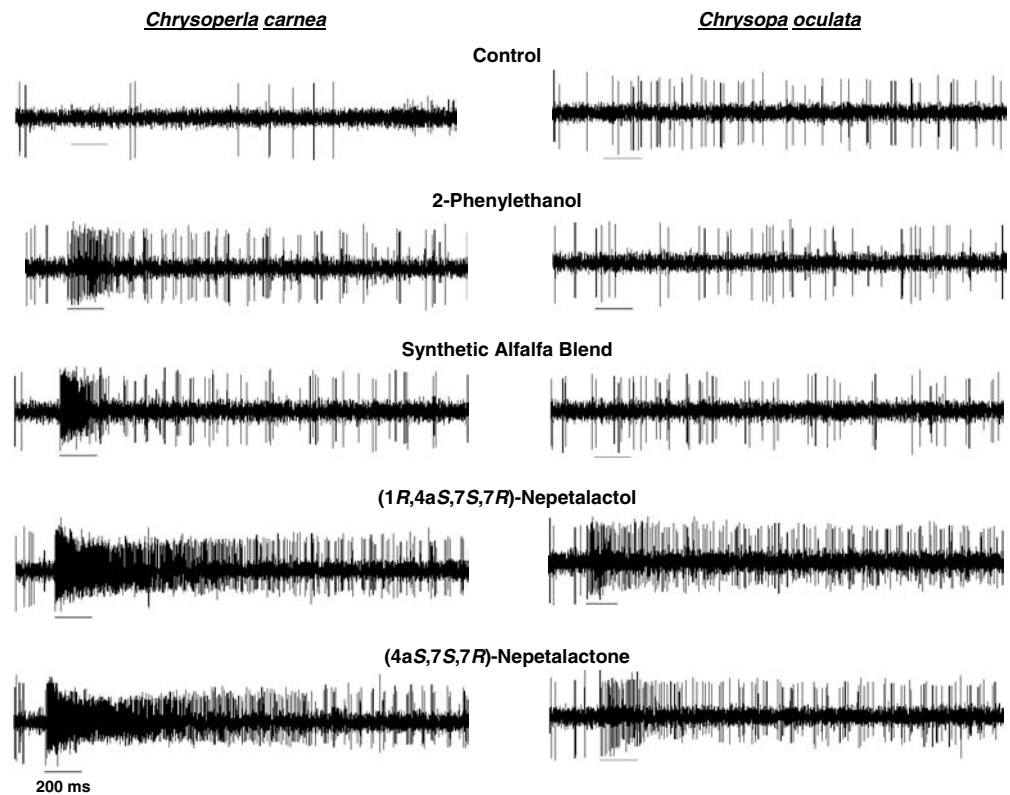 Chrysoperla carnea
Chrysopa oculata
Control
2-Phenylethanol
Synthetic Alfalfa Blend
(1R,4aS,7S,7R)-Nepetalactol
(4aS,7S,7R)-Nepetalactone
200 ms